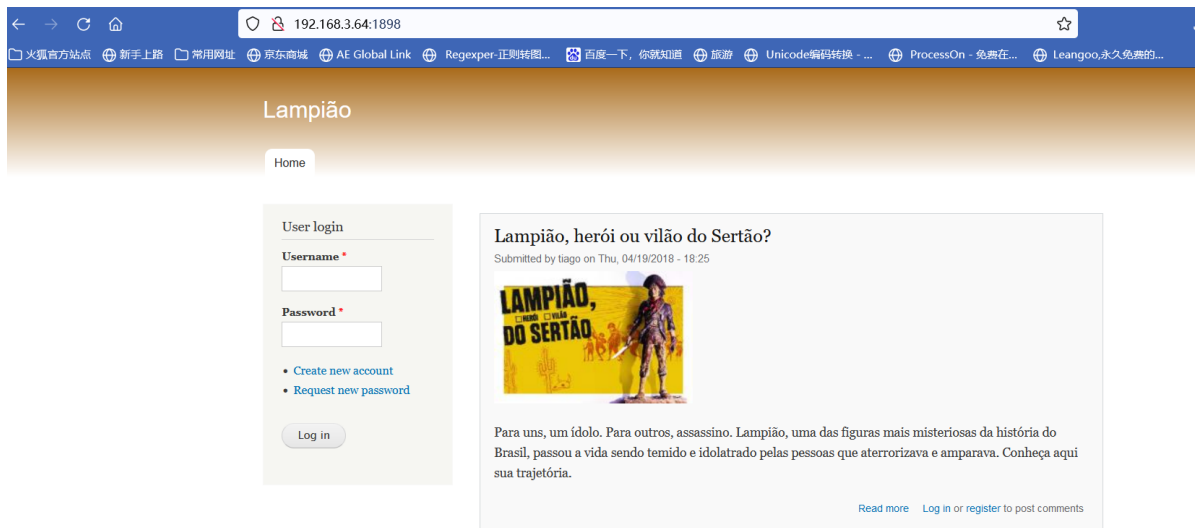 192.168.3.64:1898
火狐官方站点 新手上路 常用网址 京东商城 AE Global Link Regexper-正则转图... 百度一下，你就知道 旅游 Unicode编码转换 - ... ProcessOn - 免费在... Leangoo,永久免费的...
Lampião
Home
User login
Username *
Password *
Create new account
Request new password
Log in
Lampião, herói ou vilão do Sertão?
Submitted by tiago on Thu, 04/19/2018 - 18:25
LAMPIÃO,
HERÓI VILÃO
DO SERTÃO
Para uns, um ídolo. Para outros, assassino. Lampião, uma das figuras mais misteriosas da história do
Brasil, passou a vida sendo temido e idolatrado pelas pessoas que aterrorizava e amparava. Conheça aqui
sua trajetória.
Read more Log in or register to post comments